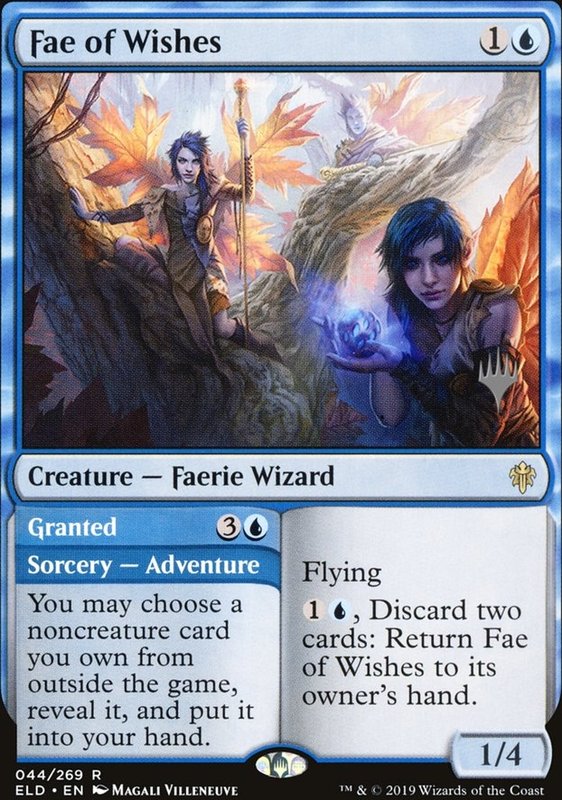 Fae of Wishes 1
Creature — Faerie Wizard
Granted 3
Sorcery — Adventure
You may choose a
noncreature card
you own from
outside the game,
reveal it, and put it
into your hand.
Flying
1, Discard two
cards: Return Fae
of Wishes to its
owner's hand.
1/4
044/269 R
ELD • EN Magali Villeneuve
™ & © 2019 Wizards of the Coast